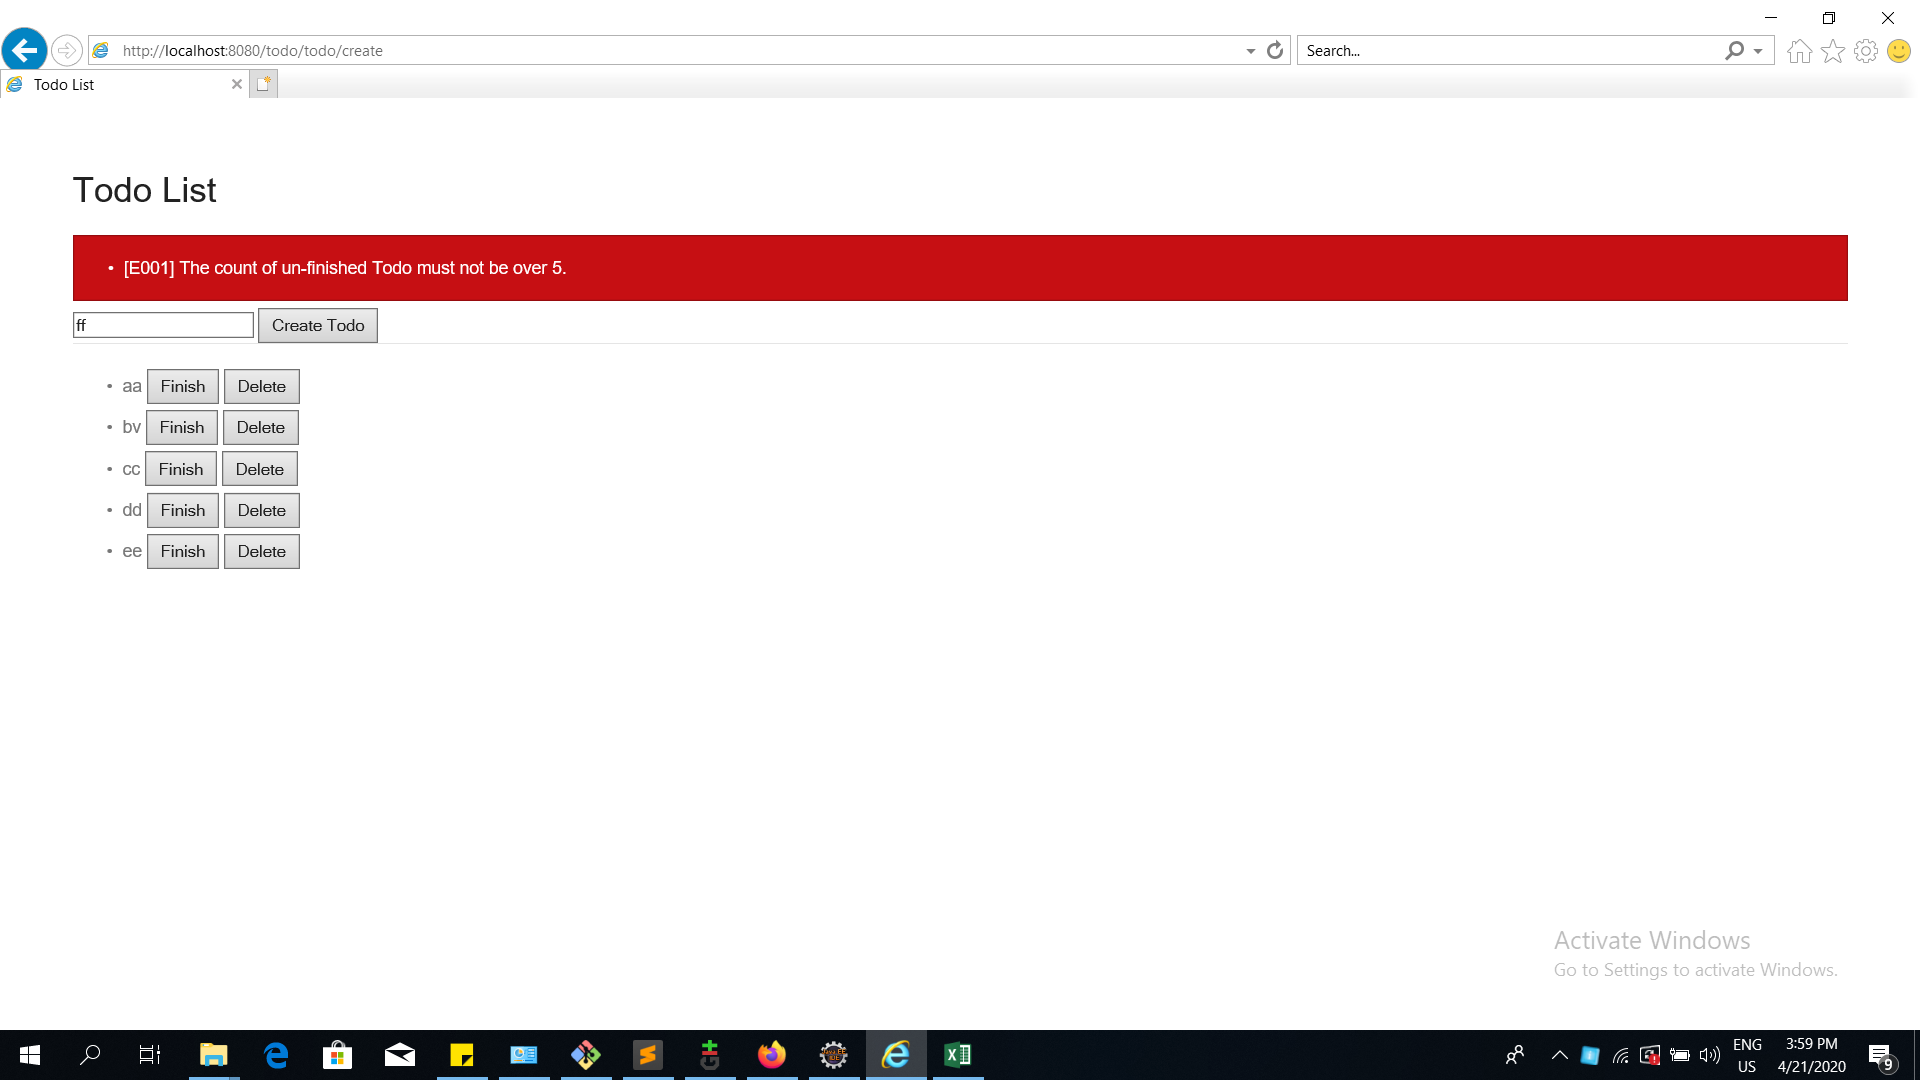 http://localhost:8080/todo/todo/create
Search...
Todo List
Todo List
• [E001] The count of un-finished Todo must not be over 5.
ff Create Todo
• aa Finish Delete
• bv Finish Delete
• cc Finish Delete
• dd Finish Delete
• ee Finish Delete
Activate Windows
Go to Settings to activate Windows.
ENG 3:59 PM
US 4/21/2020
9